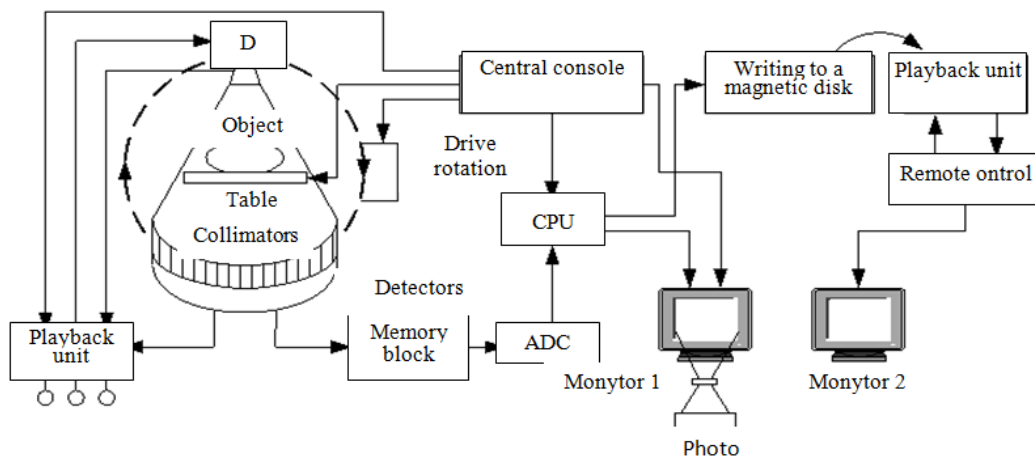 D
Central console
Writing to a
magnetic disk
Playback unit
Object
Drive
rotation
Remote ontrol
Table
CPU
Collimators
Detectors
Playback
unit
Memory
block
ADC
Monytor 1
Monytor 2
Photo